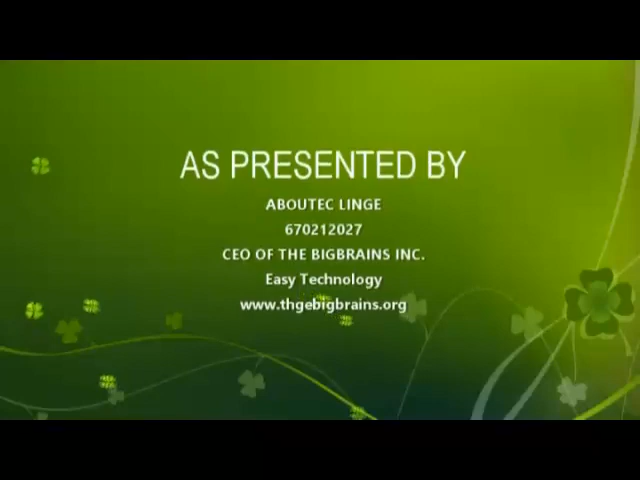 AS PRESENTED BY
ABOUTEC LINGE
670212027
CEO OF THE BIGBRAINS INC.
Easy Technology
www.thgebigbrains.org